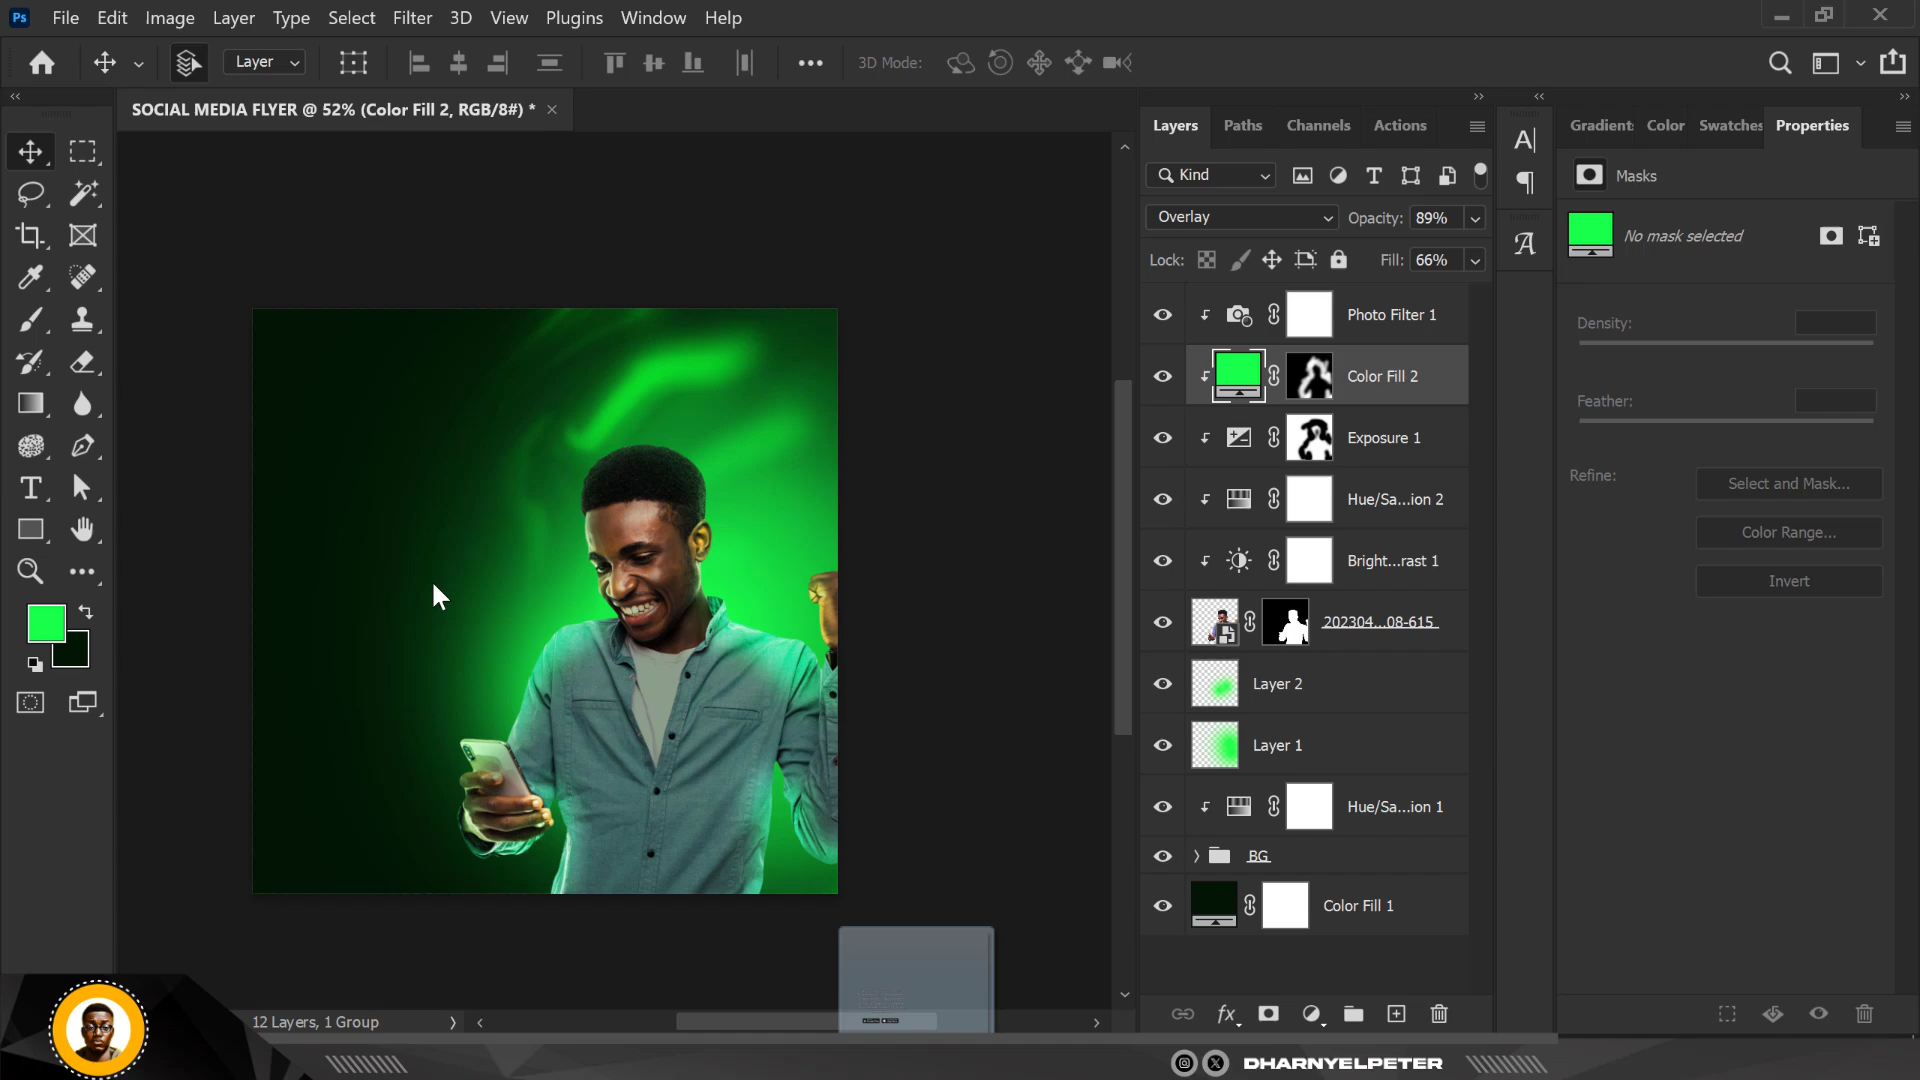 Ps File Edit Image Layer Type Select Filter 3D View Plugins Window Help
Layer
3D Mode:
SOCIAL MEDIA FLYER @ 52% (Color Fill 2, RGB/8#) *
Layers Paths Channels Actions
Kind
Overlay Opacity: 89%
Lock: Fill: 66%
Photo Filter 1
Color Fill 2
Exposure 1
Hue/Sa...ion 2
Bright...rast 1
202304...08-615
Layer 2
Layer 1
Hue/Sa...ion 1
BG
Color Fill 1
Gradient Color Swatches Properties
Masks
No mask selected
Density:
Feather:
Refine: Select and Mask...
Color Range...
Invert
12 Layers, 1 Group
DHARNYELPETER